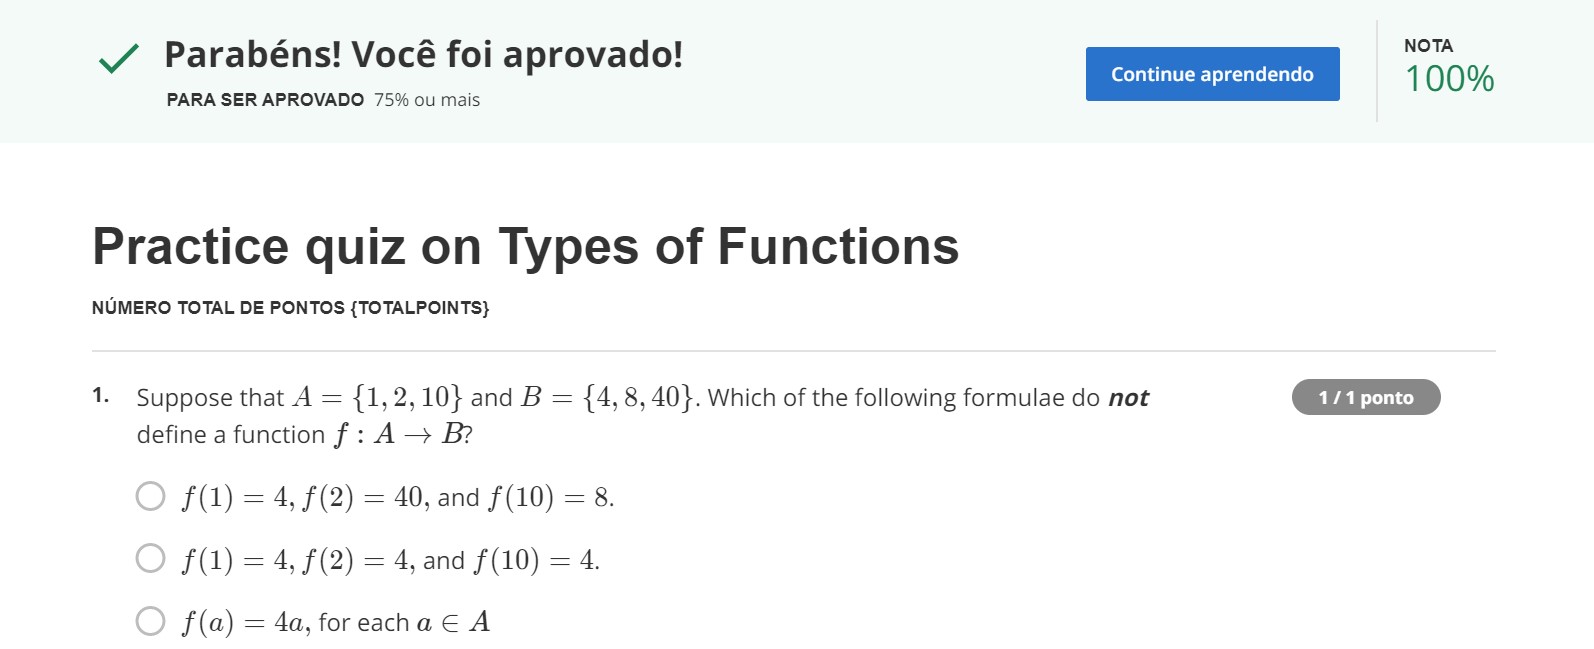 Parabéns! Você foi aprovado!
PARA SER APROVADO 75% ou mais
Continue aprendendo
NOTA
100%
Practice quiz on Types of Functions
NÚMERO TOTAL DE PONTOS {TOTALPOINTS}
1. Suppose that A = {1, 2, 10} and B = {4, 8, 40}. Which of the following formulae do not
define a function f : A → B?
1 / 1 ponto
f(1) = 4, f(2) = 40, and f(10) = 8.
f(1) = 4, f(2) = 4, and f(10) = 4.
f(a) = 4a, for each a ∈ A